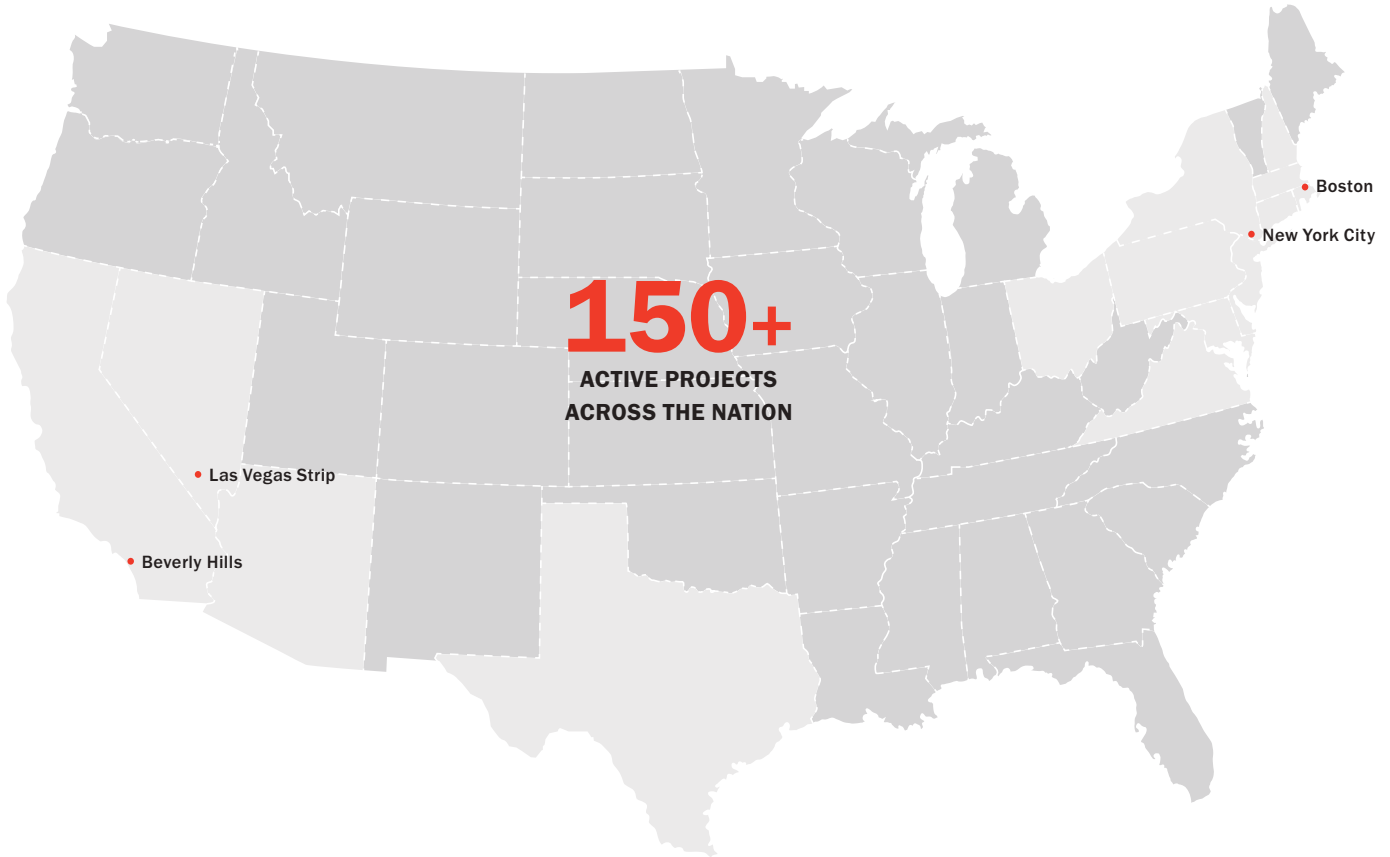 Boston
New York City
150+
ACTIVE PROJECTS
ACROSS THE NATION
Las Vegas Strip
Beverly Hills